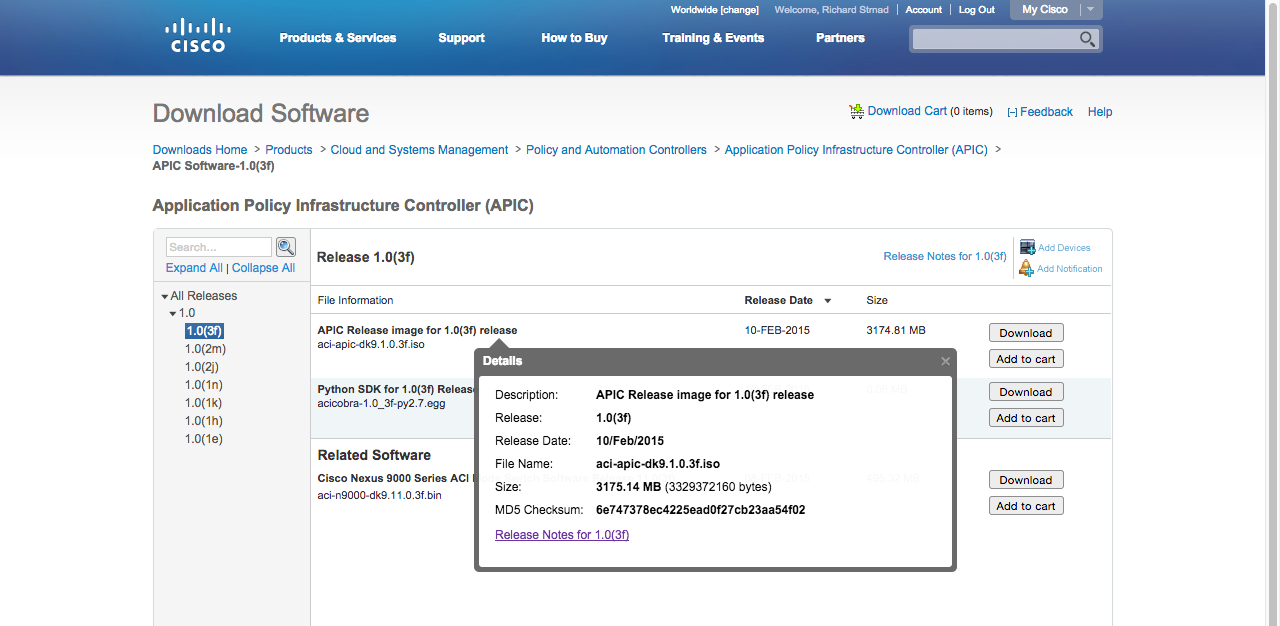 Worldwide [change] Welcome, Richard Strnad Account Log Out My Cisco
CISCO
Products & Services Support How to Buy Training & Events Partners
Download Software
Download Cart (0 items) [-] Feedback Help
Downloads Home > Products > Cloud and Systems Management > Policy and Automation Controllers > Application Policy Infrastructure Controller (APIC) >
APIC Software-1.0(3f)
Application Policy Infrastructure Controller (APIC)
Search...
Expand All | Collapse All
All Releases
1.0
1.0(3f)
1.0(2m)
1.0(2j)
1.0(1n)
1.0(1k)
1.0(1h)
1.0(1e)
Release 1.0(3f)
Release Notes for 1.0(3f)
Add Devices
Add Notification
File Information Release Date Size
APIC Release image for 1.0(3f) release 10-FEB-2015 3174.81 MB Download
aci-apic-dk9.1.0.3f.iso
Add to cart
Python SDK for 1.0(3f) Releas
Download
acicobra-1.0_3f-py2.7.egg
Add to cart
Related Software
Cisco Nexus 9000 Series ACI
Download
aci-n9000-dk9.11.0.3f.bin
Add to cart
Details
Description: APIC Release image for 1.0(3f) release
Release: 1.0(3f)
Release Date: 10/Feb/2015
File Name: aci-apic-dk9.1.0.3f.iso
Size: 3175.14 MB (3329372160 bytes)
MD5 Checksum: 6e747378ec4225ead0f27cb23aa54f02
Release Notes for 1.0(3f)